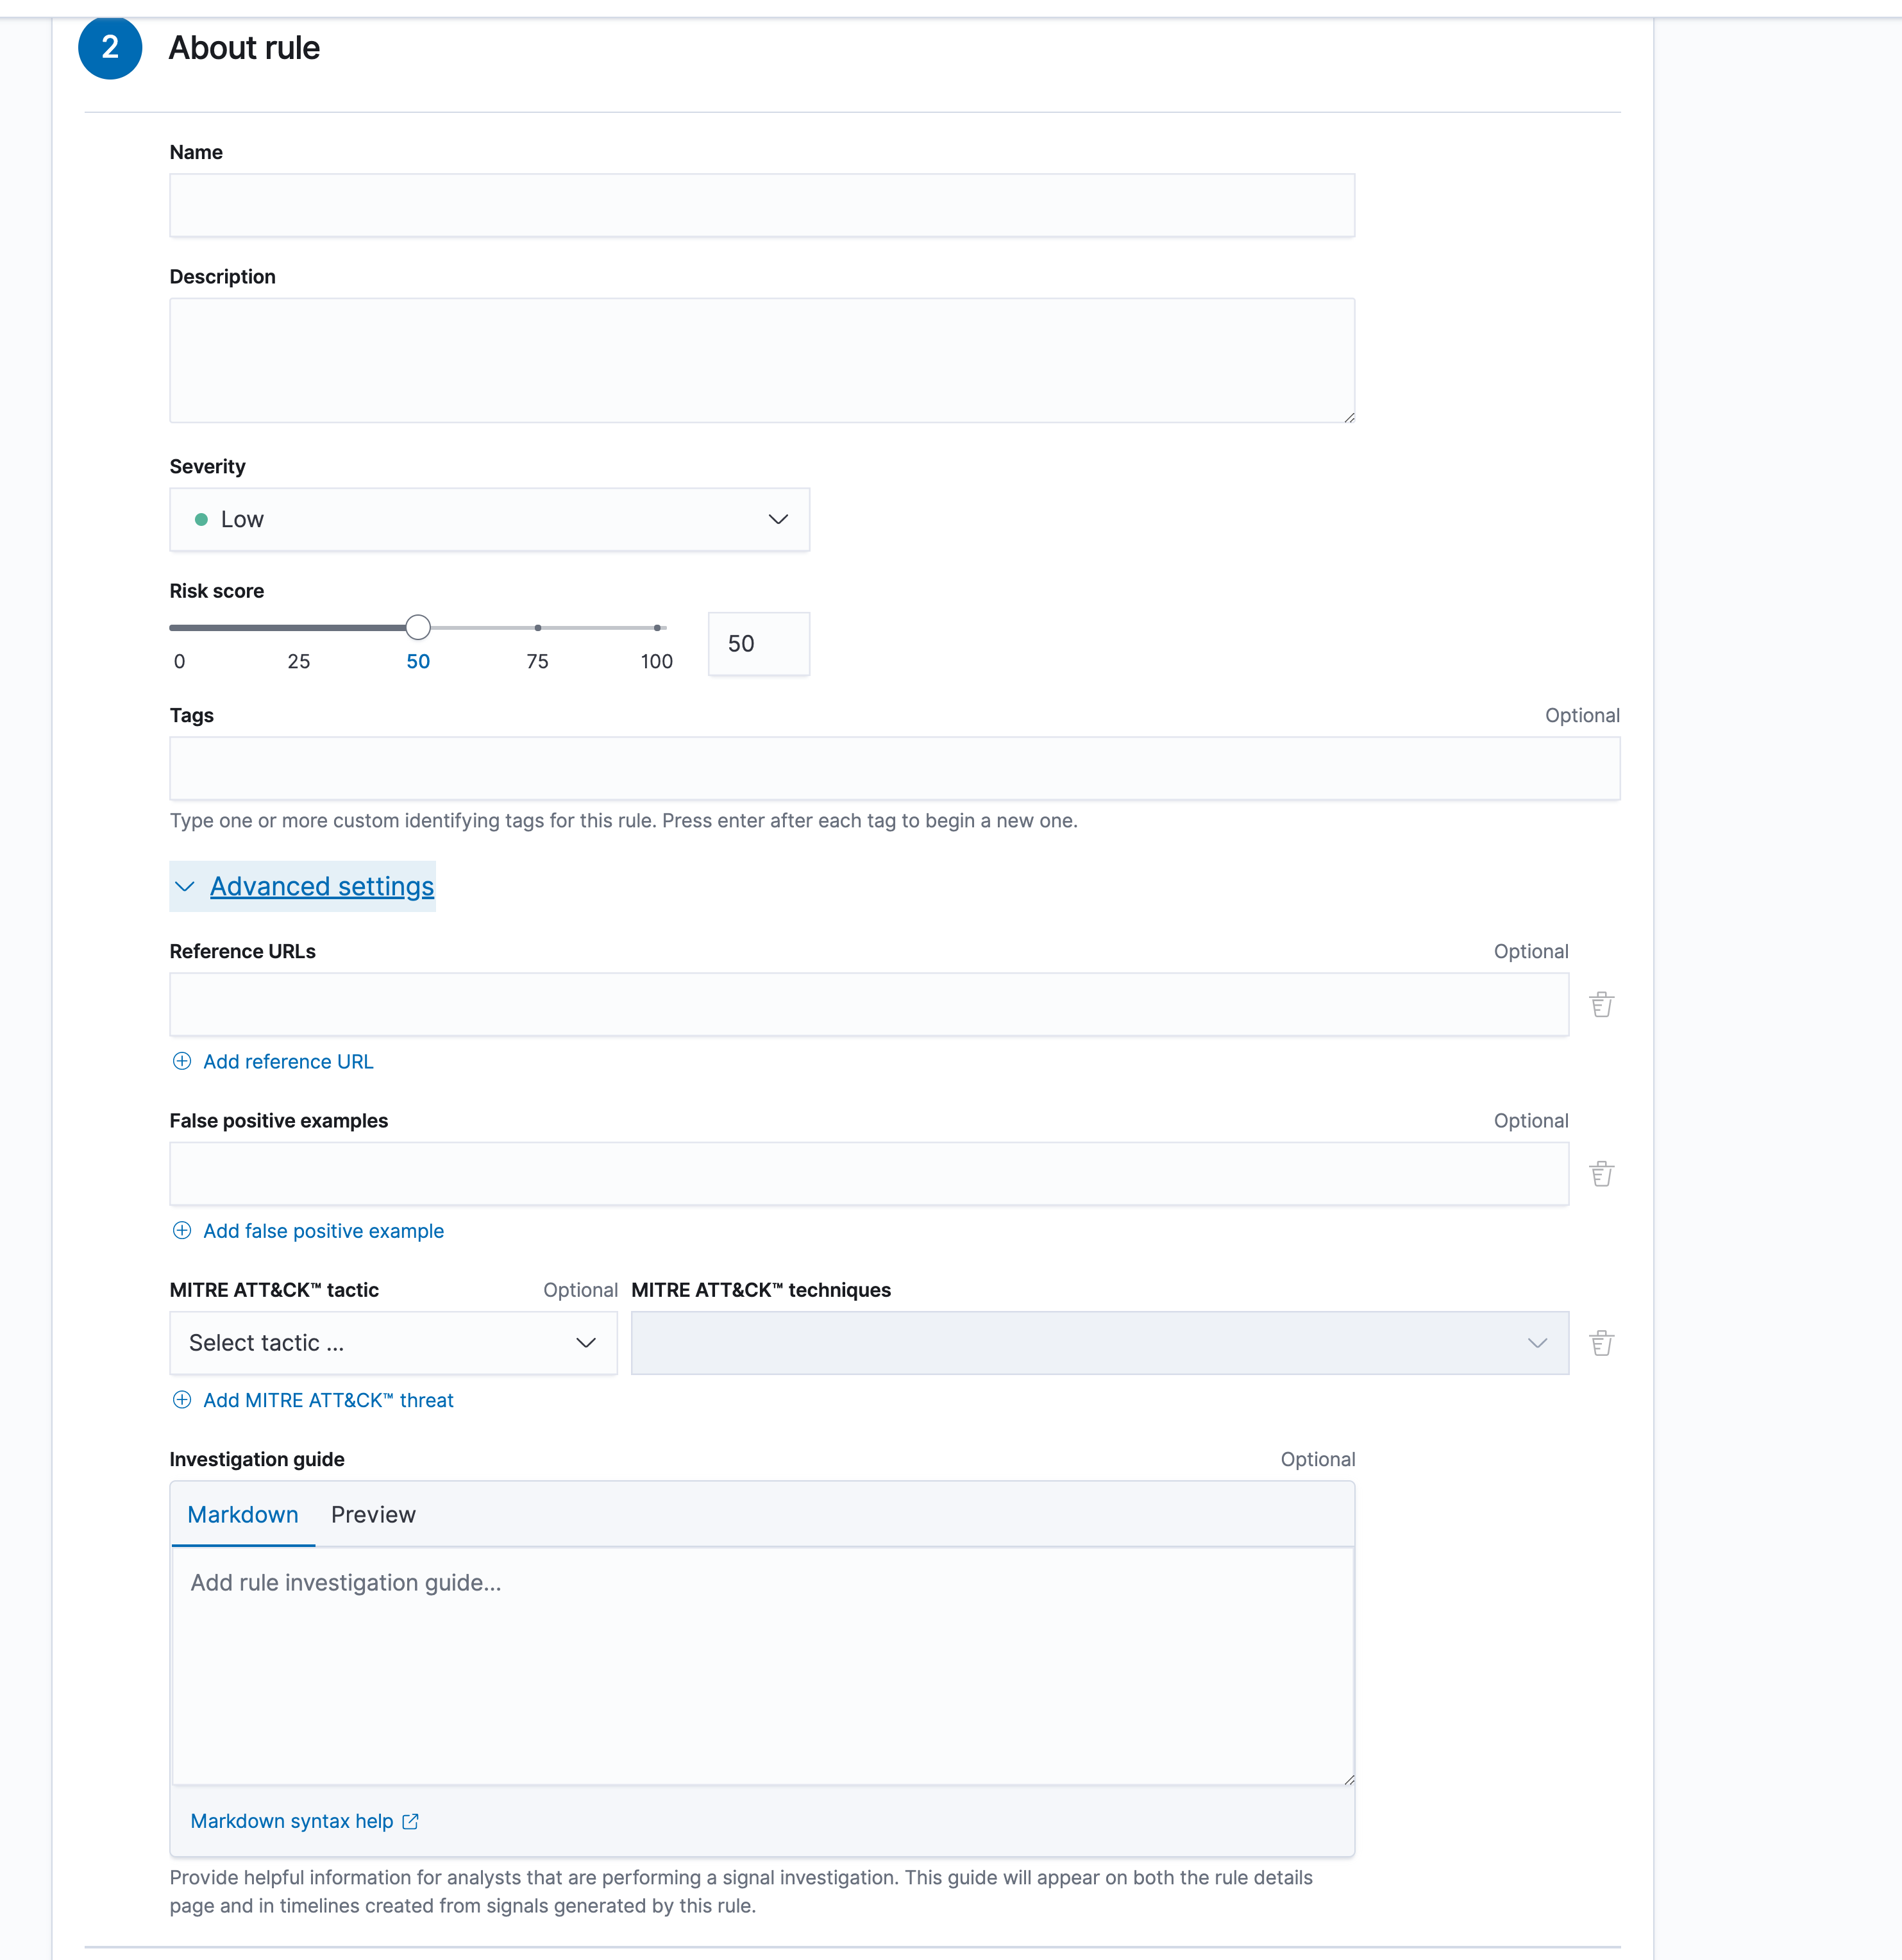 2
About rule
Name
Description
Severity
Low
Risk score
50
0 25 50 75 100
Tags Optional
Type one or more custom identifying tags for this rule. Press enter after each tag to begin a new one.
Advanced settings
Reference URLs Optional
Add reference URL
False positive examples Optional
Add false positive example
MITRE ATT&CK™ tactic Optional MITRE ATT&CK™ techniques
Select tactic ...
Add MITRE ATT&CK™ threat
Investigation guide Optional
Markdown Preview
Add rule investigation guide...
Markdown syntax help
Provide helpful information for analysts that are performing a signal investigation. This guide will appear on both the rule details
page and in timelines created from signals generated by this rule.